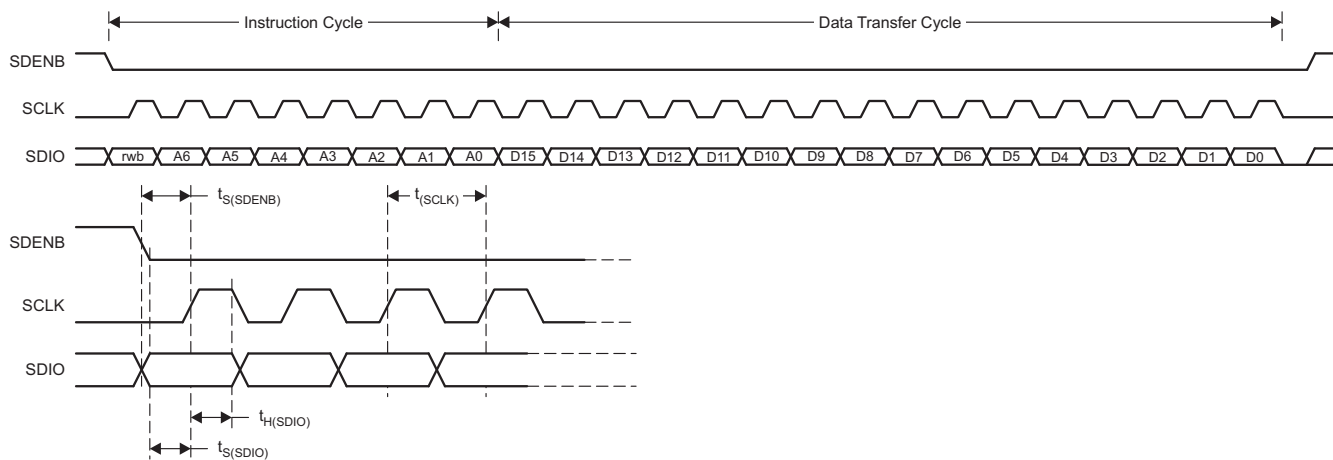 Instruction Cycle Data Transfer Cycle
SDENB
SCLK
SDIO rwb A6 A5 A4 A3 A2 A1 A0 D15 D14 D13 D12 D11 D10 D9 D8 D7 D6 D5 D4 D3 D2 D1 D0
tS(SDENB) t(SCLK)
SDENB
SCLK
SDIO
tH(SDIO)
tS(SDIO)